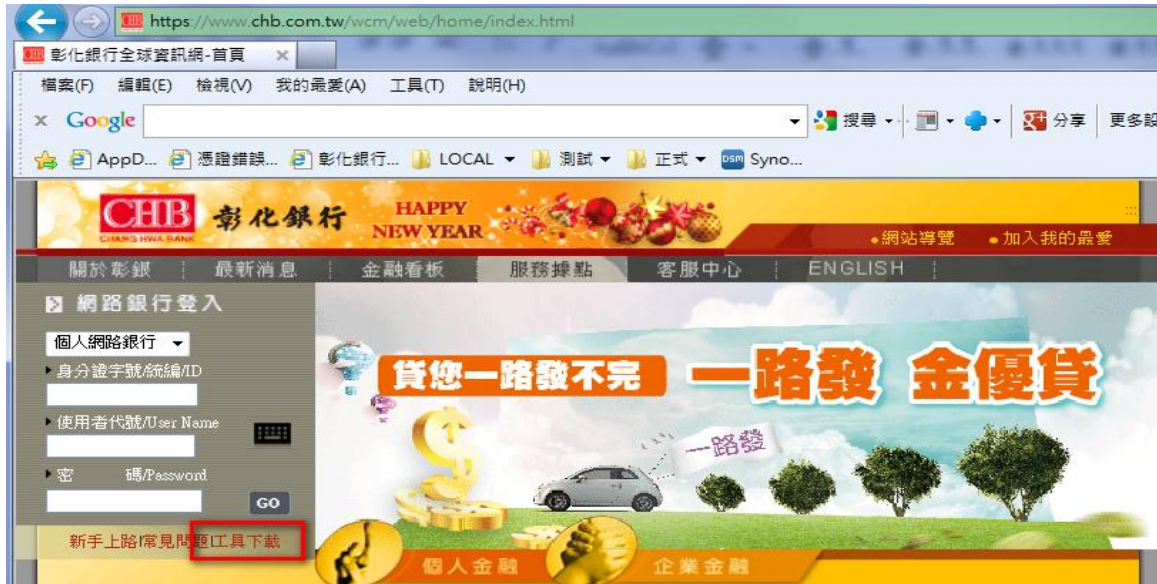 https://www.chb.com.tw/wcm/web/home/index.html
CHB 彰化銀行全球資訊網-首頁 ×
檔案(F) 編輯(E) 檢視(V) 我的最愛(A) 工具(T) 說明(H)
x Google 搜尋 分享 更多設
AppD... 憑證錯誤... 彰化銀行... LOCAL 測試 正式 DSM Syno...
CHB 彰化銀行 HAPPY
CHANG HWA BANK NEW YEAR
網站導覽 加入我的最愛
關於彰銀 最新消息 金融看板 服務據點 客服中心 ENGLISH
網路銀行登入
個人網路銀行
身分證字號/統編/ID
使用者代號/User Name
密 碼/Password
GO
新手上路|常見問題|工具下載
貸您一路發不完 一路發 金優貸
一路發
個人金融 企業金融